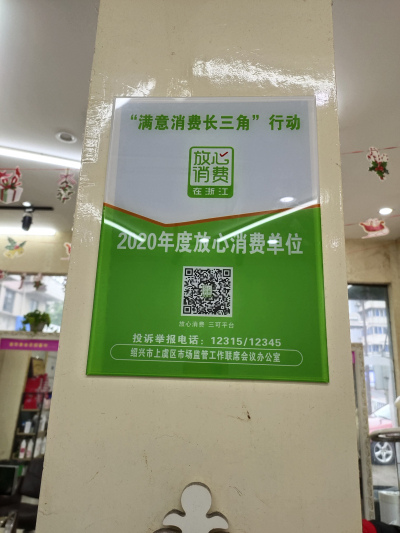 “满意消费长三角”行动
放心
消费
在浙江
2020年度放心消费单位
放心消费 三可平台
投诉举报电话：12315/12345
绍兴市上虞区市场监管工作联席会议办公室